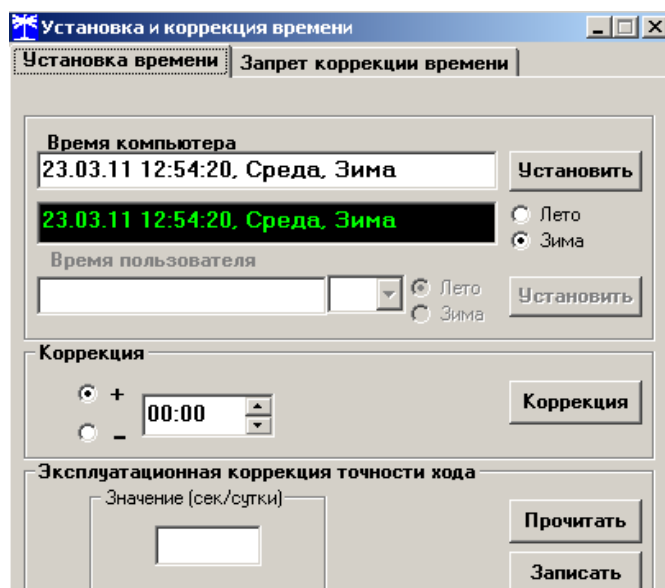 Установка и коррекция времени
Установка времени Запрет коррекции времени
Время компьютера
23.03.11 12:54:20, Среда, Зима Установить
23.03.11 12:54:20, Среда, Зима Лето
Зима
Время пользователя
Лето Установить
Зима
Коррекция
+
00:00 Коррекция
–
Эксплуатационная коррекция точности хода
Значение (сек/сутки)
Прочитать
Записать